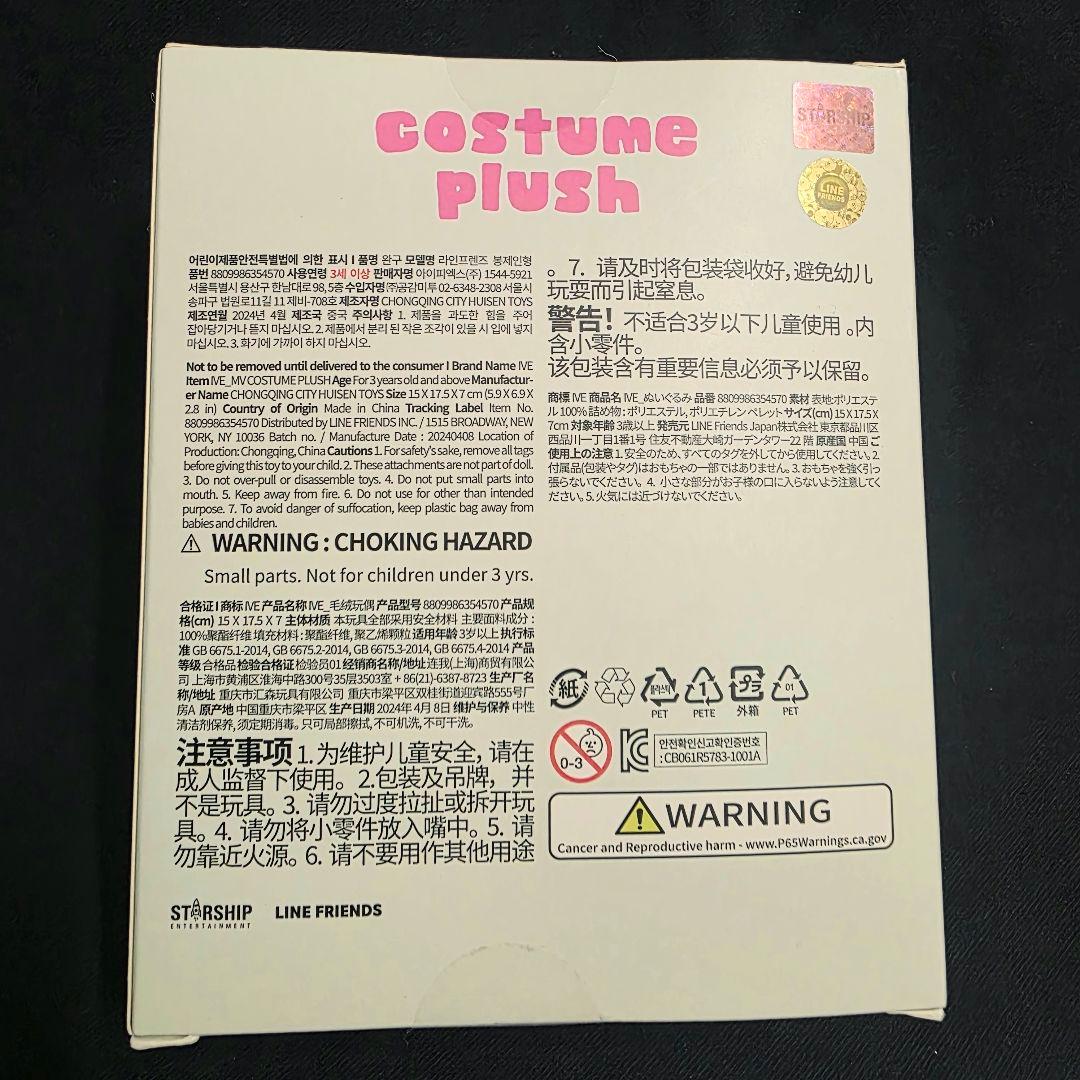 costume
plush
STARSHIP
LINE
FRIENDS
어린이제품안전특별법에 의한 표시 I 품명 완구 모델명 라인프렌즈 봉제인형
품번 8809986354570 사용연령 3세 이상 판매자명 아이피엑스(주) 1544-5921
서울특별시 용산구 한남대로 98, 5층 수입자명 ㈜공감미투 02-6348-2308 서울시
송파구 법원로11길 11 제비-708호 제조자명 CHONGQING CITY HUISEN TOYS
제조연월 2024년 4월 제조국 중국 주의사항 1. 제품을 과도한 힘을 주어
잡아당기거나 뜯지 마십시오. 2. 제품에서 분리 된 작은 조각이 있을 시 입에 넣지
마십시오. 3. 화기에 가까이 하지 마십시오.
Not to be removed until delivered to the consumer I Brand Name IVE
Item IVE_MV COSTUME PLUSH Age For 3 years old and above Manufactur-
er Name CHONGQING CITY HUISEN TOYS Size 15 X 17.5 X 7 cm (5.9 X 6.9 X
2.8 in) Country of Origin Made in China Tracking Label Item No.
8809986354570 Distributed by LINE FRIENDS INC. / 1515 BROADWAY, NEW
YORK, NY 10036 Batch no. / Manufacture Date : 20240408 Location of
Production: Chongqing, China Cautions 1. For safety's sake, remove all tags
before giving this toy to your child. 2. These attachments are not part of doll.
3. Do not over-pull or disassemble toys. 4. Do not put small parts into
mouth. 5. Keep away from fire. 6. Do not use for other than intended
purpose. 7. To avoid danger of suffocation, keep plastic bag away from
babies and children.
⚠ WARNING : CHOKING HAZARD
Small parts. Not for children under 3 yrs.
合格证 I 商标 IVE 产品名称 IVE_毛绒玩偶 产品型号 8809986354570 产品规
格(cm) 15 X 17.5 X 7 主体材质 本玩具全部采用安全材料 主要面料成分 :
100%聚酯纤维 填充材料 : 聚酯纤维, 聚乙烯颗粒 适用年龄 3岁以上 执行标
准 GB 6675.1-2014, GB 6675.2-2014, GB 6675.3-2014, GB 6675.4-2014 产品
等级 合格品 检验合格证 检验员01 经销商名称/地址 连我(上海)商贸有限公
司 上海市黄浦区淮海中路300号35层3503室 + 86(21)-6387-8723 生产厂名
称/地址 重庆市汇森玩具有限公司 重庆市梁平区双桂街道迎宾路555号厂
房A 原产地 中国重庆市梁平区 生产日期 2024年 4月 8日 维护与保养 中性
清洁剂保养, 须定期消毒。只可局部擦拭, 不可机洗, 不可干洗。
注意事项 1. 为维护儿童安全, 请在
成人监督下使用。 2.包装及吊牌, 并
不是玩具。3. 请勿过度拉扯或拆开玩
具。4. 请勿将小零件放入嘴中。5. 请
勿靠近火源。6. 请不要用作其他用途
。7. 请及时将包装袋收好, 避免幼儿
玩耍而引起窒息。
警告! 不适合3岁以下儿童使用 。内
含小零件。
该包装含有重要信息必须予以保留。
商標 IVE 商品名 IVE_ぬいぐるみ 品番 8809986354570 素材 表地:ポリエステ
ル 100% 詰め物 : ポリエステル, ポリエチレン ペレット サイズ(cm) 15 X 17.5 X
7cm 対象年齢 3歳以上 発売元 LINE Friends Japan株式会社 東京都品川区
西品川一丁目1番1号 住友不動産大崎ガーデンタワー22 階 原産国 中国 ご
使用上の注意 1. 安全のため、すべてのタグを外してから使用してください。2.
付属品(包装やタグ)はおもちゃの一部ではありません。3. おもちゃを強く引っ
張らないでください。 4. 小さな部分がお子様の口に入らないよう注意してく
ださい。5. 火気には近づけないでください。
紙 플라스틱 1 プラ 01
PET PETE 外箱 PET
0-3
안전확인신고확인증번호
: CB061R5783-1001A
WARNING
Cancer and Reproductive harm - www.P65Warnings.ca.gov
STARSHIP LINE FRIENDS
ENTERTAINMENT